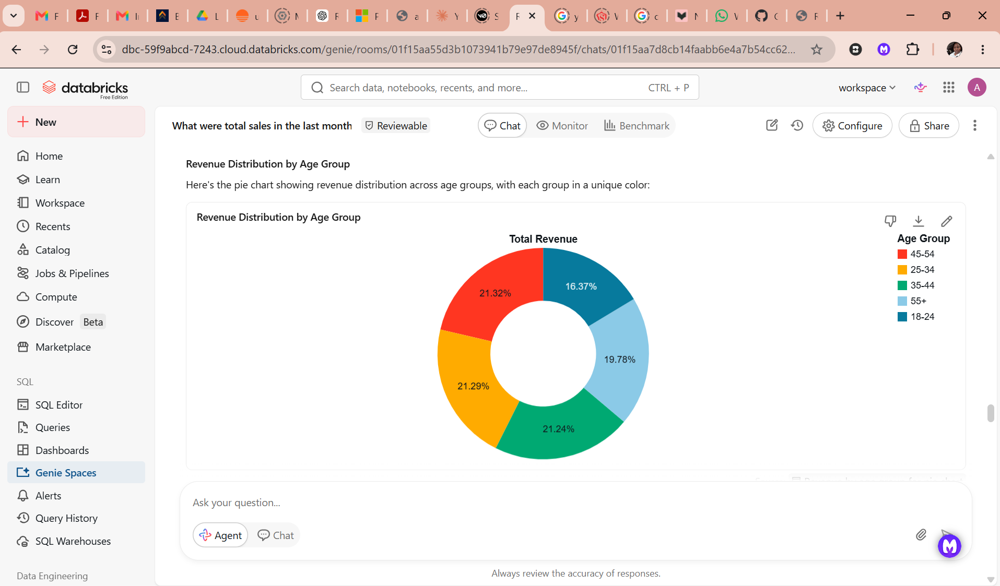 dbc-59f9abcd-7243.cloud.databricks.com/genie/rooms/01f15aa55d3b1073941b79e97de8945f/chats/01f15aa7d8cb14faabb6e4a7b54cc62...
databricks
Free Edition
Search data, notebooks, recents, and more...
CTRL + P
workspace
A
New
Home
Learn
Workspace
Recents
Catalog
Jobs & Pipelines
Compute
Discover Beta
Marketplace
SQL
SQL Editor
Queries
Dashboards
Genie Spaces
Alerts
Query History
SQL Warehouses
Data Engineering
What were total sales in the last month
Reviewable
Chat
Monitor
Benchmark
Configure
Share
Revenue Distribution by Age Group
Here's the pie chart showing revenue distribution across age groups, with each group in a unique color:
Revenue Distribution by Age Group
Total Revenue
16.37%
19.78%
21.24%
21.29%
21.32%
Age Group
45-54
25-34
35-44
55+
18-24
Ask your question...
Agent
Chat
Always review the accuracy of responses.